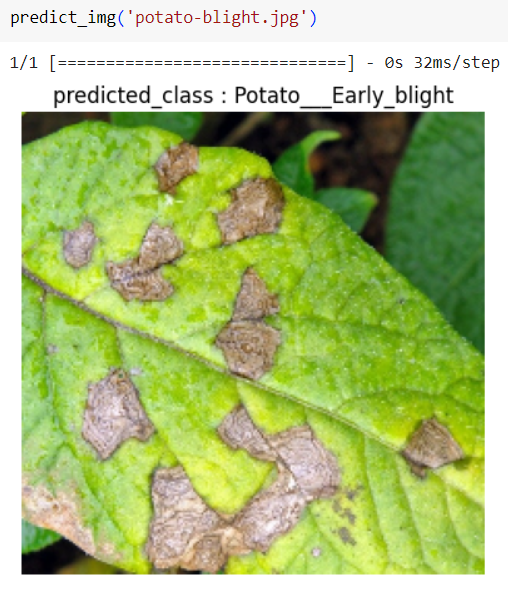 predict_img('potato-blight.jpg')
1/1 [==============================] - 0s 32ms/step
predicted_class : Potato___Early_blight